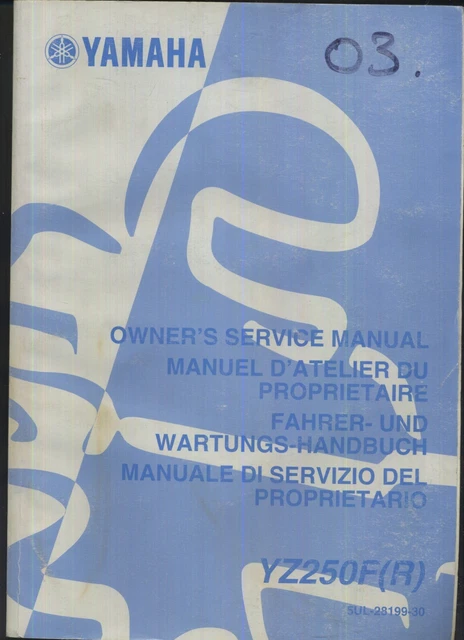 YAMAHA
03.
OWNER'S SERVICE MANUAL
MANUEL D'ATELIER DU
PROPRIETAIRE
FAHRER- UND
WARTUNGS-HANDBUCH
MANUALE DI SERVIZIO DEL
PROPRIETARIO
YZ250F(R)
5UL-28199-30